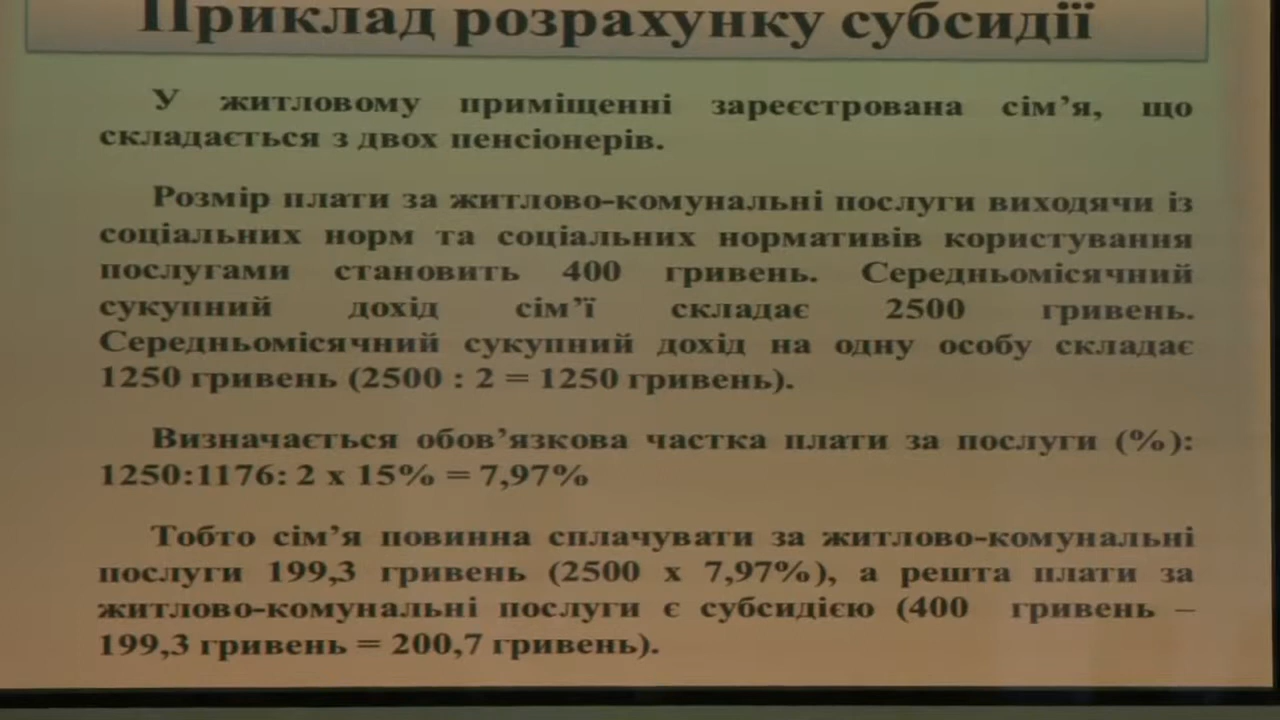 Приклад розрахунку субсидії
У житловому приміщенні зареєстрована сім’я, що
складається з двох пенсіонерів.
Розмір плати за житлово-комунальні послуги виходячи із
соціальних норм та соціальних нормативів користування
послугами становить 400 гривень. Середньомісячний
сукупний дохід сім’ї складає 2500 гривень.
Середньомісячний сукупний дохід на одну особу складає
1250 гривень (2500 : 2 = 1250 гривень).
Визначається обов’язкова частка плати за послуги (%):
1250:1176: 2 х 15% = 7,97%
Тобто сім’я повинна сплачувати за житлово-комунальні
послуги 199,3 гривень (2500 х 7,97%), а решта плати за
житлово-комунальні послуги є субсидією (400 гривень –
199,3 гривень = 200,7 гривень).